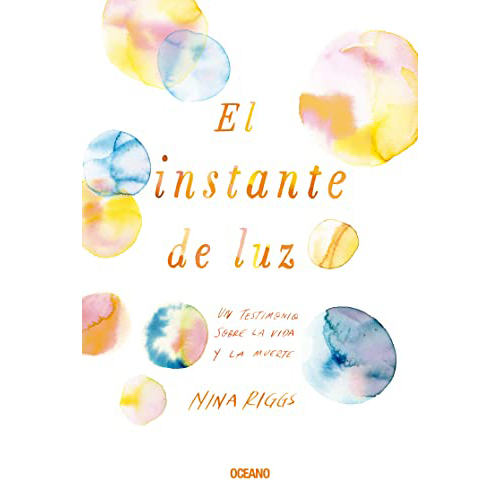 El
instante
de luz
UN TESTIMONIO
SOBRE LA VIDA
Y LA MUERTE
NINA RIGGS
OCEANO